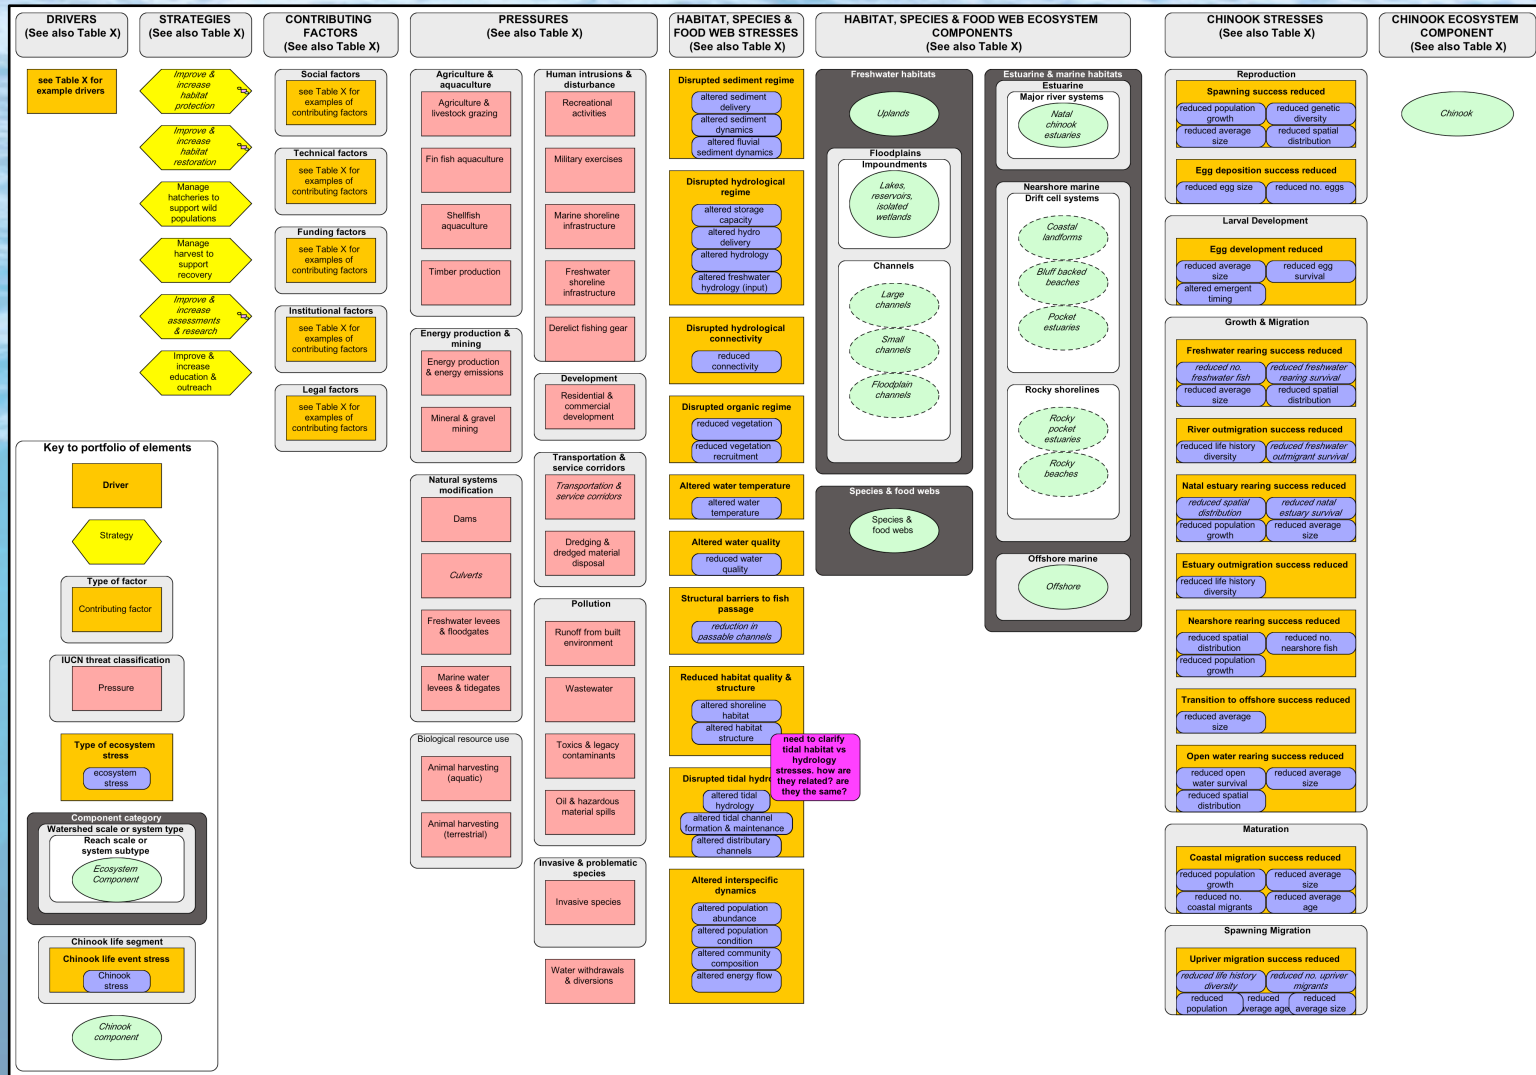 DRIVERS
(See also Table X)
STRATEGIES
(See also Table X)
CONTRIBUTING
FACTORS
(See also Table X)
PRESSURES
(See also Table X)
HABITAT, SPECIES &
FOOD WEB STRESSES
(See also Table X)
HABITAT, SPECIES & FOOD WEB ECOSYSTEM
COMPONENTS
(See also Table X)
CHINOOK STRESSES
(See also Table X)
CHINOOK ECOSYSTEM
COMPONENT
(See also Table X)
see Table X for
example drivers
Improve &
increase
habitat
protection
Improve &
increase
habitat
restoration
Manage
hatcheries to
support wild
populations
Manage
harvest to
support
recovery
Improve &
increase
assessments
& research
Improve &
increase
education &
outreach
Social factors
see Table X for
examples of
contributing factors
Technical factors
see Table X for
examples of
contributing factors
Funding factors
see Table X for
examples of
contributing factors
Institutional factors
see Table X for
examples of
contributing factors
Legal factors
see Table X for
examples of
contributing factors
Key to portfolio of elements
Driver
Strategy
Type of factor
Contributing factor
IUCN threat classification
Pressure
Type of ecosystem
stress
ecosystem
stress
Component category
Watershed scale or system type
Reach scale or
system subtype
Ecosystem
Component
Chinook life segment
Chinook life event stress
Chinook
stress
Chinook
component
Agriculture &
aquaculture
Agriculture &
livestock grazing
Fin fish aquaculture
Shellfish
aquaculture
Timber production
Energy production &
mining
Energy production
& energy emissions
Mineral & gravel
mining
Natural systems
modification
Dams
Culverts
Freshwater levees
& floodgates
Marine water
levees & tidegates
Biological resource use
Animal harvesting
(aquatic)
Animal harvesting
(terrestrial)
Human intrusions &
disturbance
Recreational
activities
Military exercises
Marine shoreline
infrastructure
Freshwater
shoreline
infrastructure
Derelict fishing gear
Development
Residential &
commercial
development
Transportation &
service corridors
Transportation &
service corridors
Dredging &
dredged material
disposal
Pollution
Runoff from built
environment
Wastewater
Toxics & legacy
contaminants
Oil & hazardous
material spills
Invasive & problematic
species
Invasive species
Water withdrawals
& diversions
Disrupted sediment regime
altered sediment
delivery
altered sediment
dynamics
altered fluvial
sediment dynamics
Disrupted hydrological
regime
altered storage
capacity
altered hydro
delivery
altered hydrology
altered freshwater
hydrology (input)
Disrupted hydrological
connectivity
reduced
connectivity
Disrupted organic regime
reduced vegetation
reduced vegetation
recruitment
Altered water temperature
altered water
temperature
Altered water quality
reduced water
quality
Structural barriers to fish
passage
reduction in
passable channels
Reduced habitat quality &
structure
altered shoreline
habitat
altered habitat
structure
need to clarify
tidal habitat vs
hydrology
stresses. how are
they related? are
they the same?
Disrupted tidal hydro
altered tidal
hydrology
altered tidal channel
formation & maintenance
altered distributary
channels
Altered interspecific
dynamics
altered population
abundance
altered population
condition
altered community
composition
altered energy flow
Freshwater habitats
Uplands
Floodplains
Impoundments
Lakes,
reservoirs,
isolated
wetlands
Channels
Large
channels
Small
channels
Floodplain
channels
Species & food webs
Species &
food webs
Estuarine & marine habitats
Estuarine
Major river systems
Natal
chinook
estuaries
Nearshore marine
Drift cell systems
Coastal
landforms
Bluff backed
beaches
Pocket
estuaries
Rocky shorelines
Rocky
pocket
estuaries
Rocky
beaches
Offshore marine
Offshore
Reproduction
Spawning success reduced
reduced population
growth
reduced genetic
diversity
reduced average
size
reduced spatial
distribution
Egg deposition success reduced
reduced egg size
reduced no. eggs
Larval Development
Egg development reduced
reduced average
size
reduced egg
survival
altered emergent
timing
Growth & Migration
Freshwater rearing success reduced
reduced no.
freshwater fish
reduced freshwater
rearing survival
reduced average
size
reduced spatial
distribution
River outmigration success reduced
reduced life history
diversity
reduced freshwater
outmigrant survival
Natal estuary rearing success reduced
reduced spatial
distribution
reduced natal
estuary survival
reduced population
growth
reduced average
size
Estuary outmigration success reduced
reduced life history
diversity
Nearshore rearing success reduced
reduced spatial
distribution
reduced no.
nearshore fish
reduced population
growth
Transition to offshore success reduced
reduced average
size
Open water rearing success reduced
reduced open
water survival
reduced average
size
reduced spatial
distribution
Maturation
Coastal migration success reduced
reduced population
growth
reduced average
size
reduced no.
coastal migrants
reduced average
age
Spawning Migration
Upriver migration success reduced
reduced life history
diversity
reduced no. upriver
migrants
reduced
population
reduced
average age
reduced
average size
Chinook